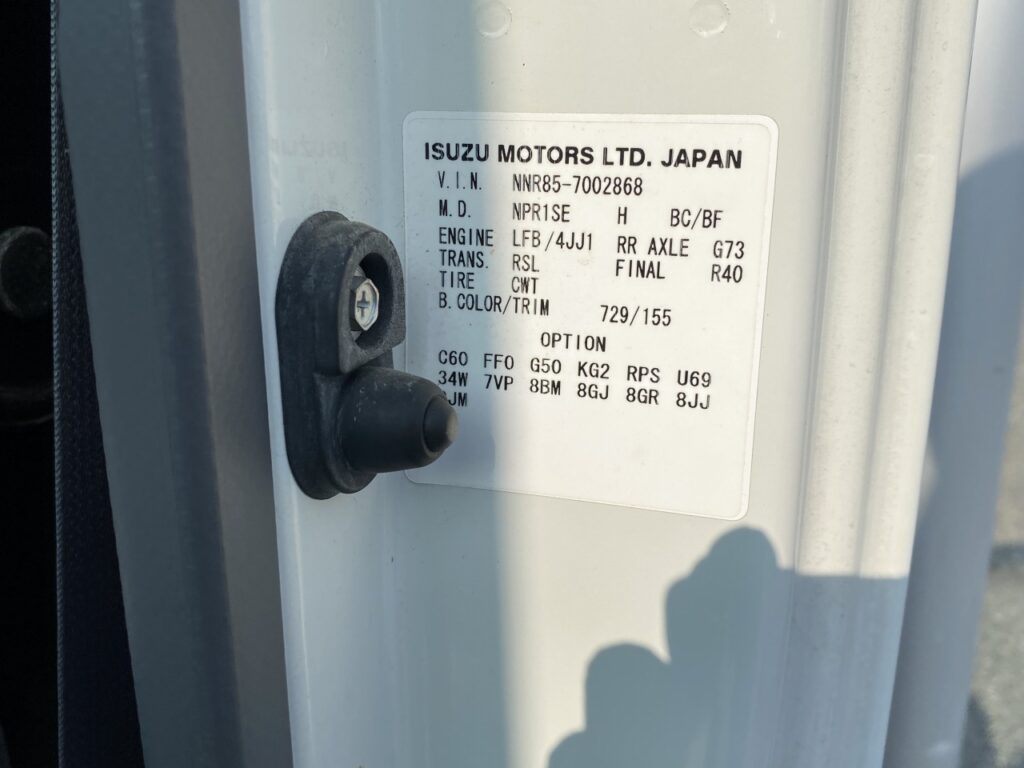 ISUZU MOTORS LTD. JAPAN
V.I.N. NNR85-7002868
M.D. NPR1SE H BC/BF
ENGINE LFB/4JJ1 RR AXLE G73
TRANS. RSL FINAL R40
TIRE CWT
B.COLOR/TRIM 729/155
OPTION
C60 FF0 G50 KG2 RPS U69
34W 7VP 8BM 8GJ 8GR 8JJ